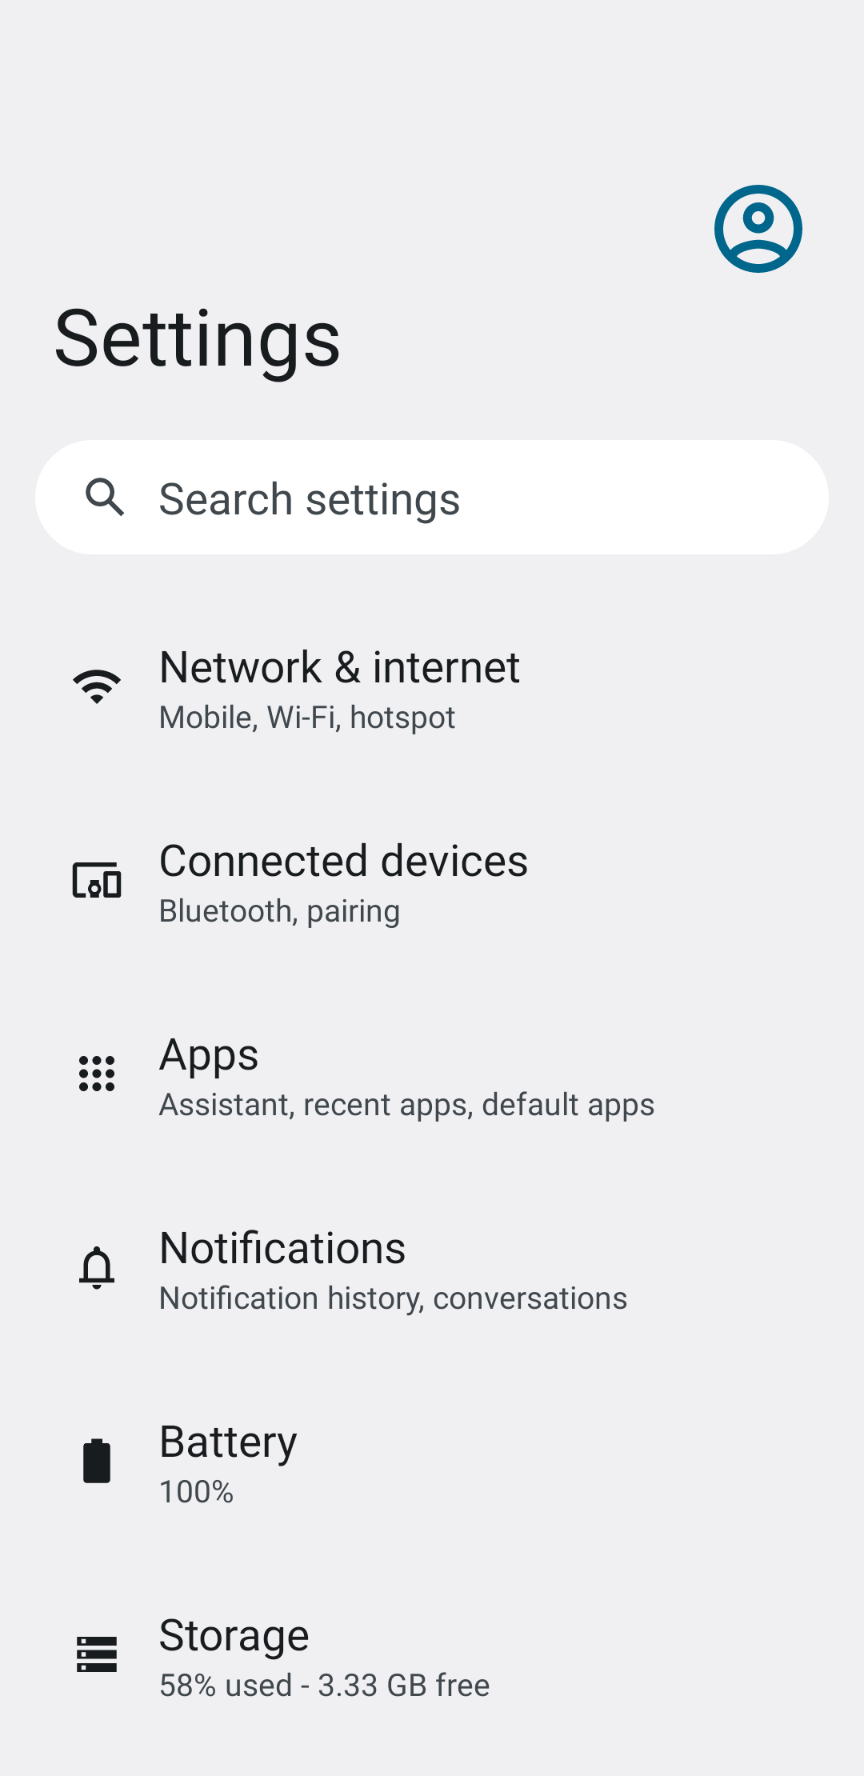 Settings
Search settings
Network & internet
Mobile, Wi-Fi, hotspot
Connected devices
Bluetooth, pairing
Apps
Assistant, recent apps, default apps
Notifications
Notification history, conversations
Battery
100%
Storage
58% used - 3.33 GB free